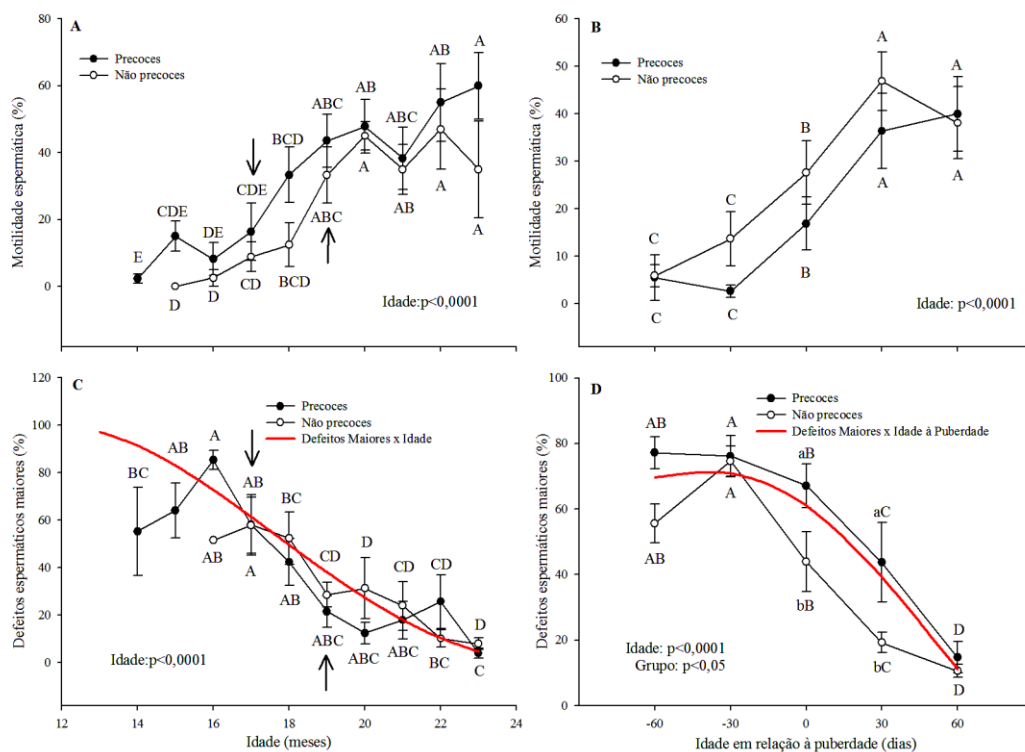 A
Precoces
Não precoces
Motilidade espermática (%)
80
60
40
20
0
E
CDE
DE
CDE
BCD
ABC
AB
ABC
AB
A
D
D
CD
BCD
ABC
A
AB
A
A
Idade:p<0,0001
B
Precoces
Não precoces
Motilidade espermática (%)
60
50
40
30
20
10
0
C
C
B
A
A
C
C
B
A
A
Idade: p<0,0001
C
Precoces
Não precoces
Defeitos Maiores x Idade
Defeitos espermáticos maiores (%)
120
100
80
60
40
20
0
BC
AB
A
AB
BC
CD
D
CD
CD
D
AB
A
AB
ABC
ABC
ABC
BC
C
Idade:p<0,0001
12
14
16
18
20
22
24
Idade (meses)
D
Precoces
Não precoces
Defeitos Maiores x Idade à Puberdade
Defeitos espermáticos maiores (%)
100
80
60
40
20
0
AB
A
aB
aC
D
AB
A
bB
bC
D
Idade: p<0,0001
Grupo: p<0,05
-60
-30
0
30
60
Idade em relação à puberdade (dias)